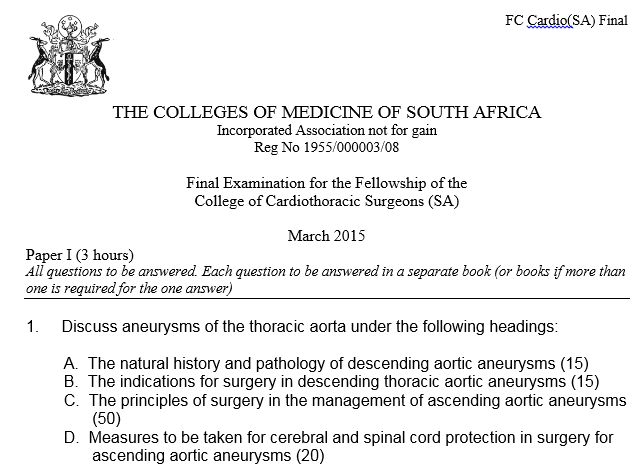 FC Cardio(SA) Final
THE COLLEGES OF MEDICINE OF SOUTH AFRICA
Incorporated Association not for gain
Reg No 1955/000003/08
Final Examination for the Fellowship of the
College of Cardiothoracic Surgeons (SA)
March 2015
Paper I (3 hours)
All questions to be answered. Each question to be answered in a separate book (or books if more than
one is required for the one answer)
1. Discuss aneurysms of the thoracic aorta under the following headings:
A. The natural history and pathology of descending aortic aneurysms (15)
B. The indications for surgery in descending thoracic aortic aneurysms (15)
C. The principles of surgery in the management of ascending aortic aneurysms
(50)
D. Measures to be taken for cerebral and spinal cord protection in surgery for
ascending aortic aneurysms (20)